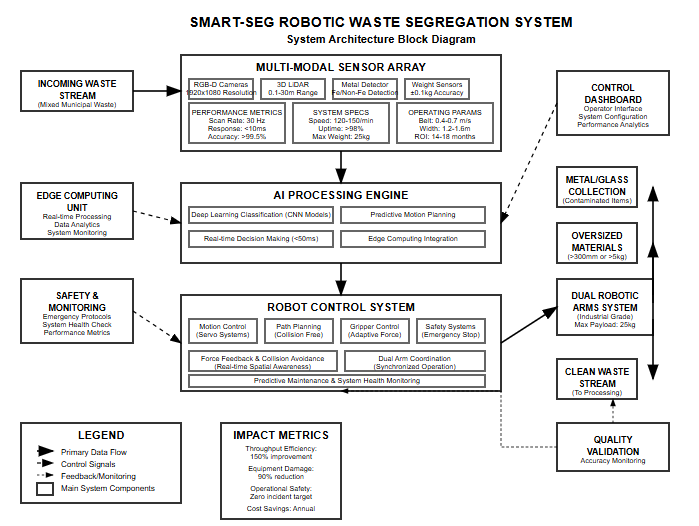 SMART-SEG ROBOTIC WASTE SEGREGATION SYSTEM
System Architecture Block Diagram
INCOMING WASTE
STREAM
(Mixed Municipal Waste)
MULTI-MODAL SENSOR ARRAY
RGB-D Cameras
1920x1080 Resolution
3D LiDAR
0.1-30m Range
Metal Detector
Fe/Non-Fe Detection
Weight Sensors
±0.1kg Accuracy
PERFORMANCE METRICS
Scan Rate: 30 Hz
Response: <10ms
Accuracy: >99.5%
SYSTEM SPECS
Speed: 120-150/min
Uptime: >98%
Max Weight: 25kg
OPERATING PARAMS
Belt: 0.4-0.7 m/s
Width: 1.2-1.6m
ROI: 14-18 months
CONTROL
DASHBOARD
Operator Interface
System Configuration
Performance Analytics
EDGE COMPUTING
UNIT
Real-time Processing
Data Analytics
System Monitoring
AI PROCESSING ENGINE
Deep Learning Classification (CNN Models)
Predictive Motion Planning
Real-time Decision Making (<50ms)
Edge Computing Integration
METAL/GLASS
COLLECTION
(Contaminated Items)
OVERSIZED
MATERIALS
(>300mm or >5kg)
SAFETY &
MONITORING
Emergency Protocols
System Health Check
Performance Metrics
ROBOT CONTROL SYSTEM
Motion Control
(Servo Systems)
Path Planning
(Collision Free)
Gripper Control
(Adaptive Force)
Safety Systems
(Emergency Stop)
Force Feedback & Collision Avoidance
(Real-time Spatial Awareness)
Dual Arm Coordination
(Synchronized Operation)
Predictive Maintenance & System Health Monitoring
DUAL ROBOTIC
ARMS SYSTEM
(Industrial Grade)
Max Payload: 25kg
CLEAN WASTE
STREAM
(To Processing)
LEGEND
Primary Data Flow
Control Signals
Feedback/Monitoring
Main System Components
IMPACT METRICS
Throughput Efficiency:
150% improvement
Equipment Damage:
90% reduction
Operational Safety:
Zero incident target
Cost Savings: Annual
QUALITY
VALIDATION
Accuracy Monitoring